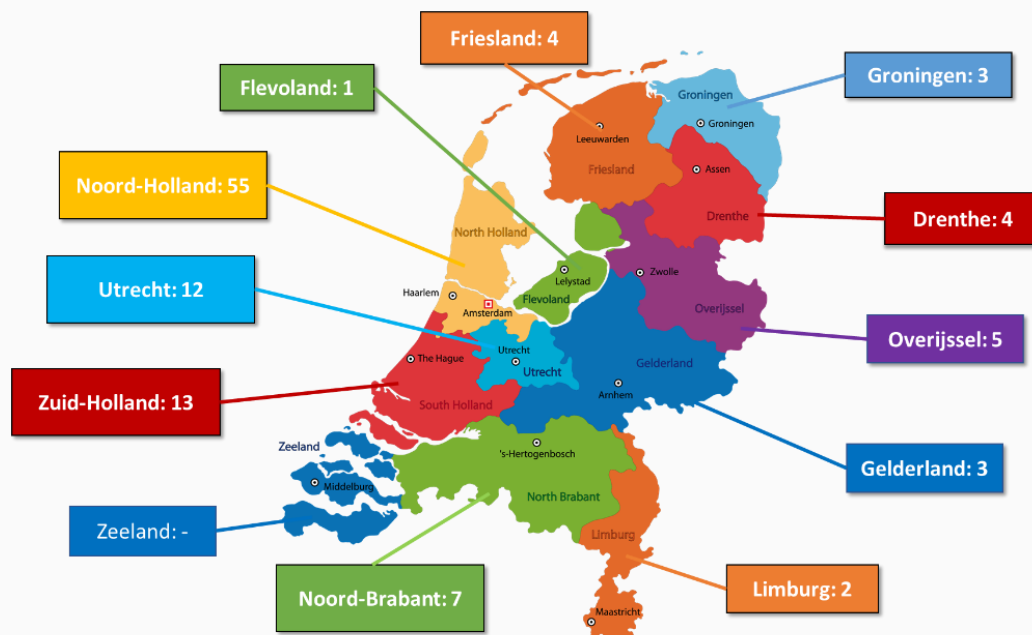 Friesland: 4
Groningen: 3
Flevoland: 1
Noord-Holland: 55
Drenthe: 4
Utrecht: 12
Overijssel: 5
Zuid-Holland: 13
Gelderland: 3
Zeeland: -
Noord-Brabant: 7
Limburg: 2
Groningen
Groningen
Leeuwarden
Friesland
Assen
Drenthe
North Holland
Zwolle
Lelystad
Flevoland
Haarlem
Amsterdam
Overijssel
Utrecht
Utrecht
The Hague
Gelderland
Arnhem
South Holland
Zeeland
's-Hertogenbosch
Middelburg
North Brabant
Limburg
Maastricht